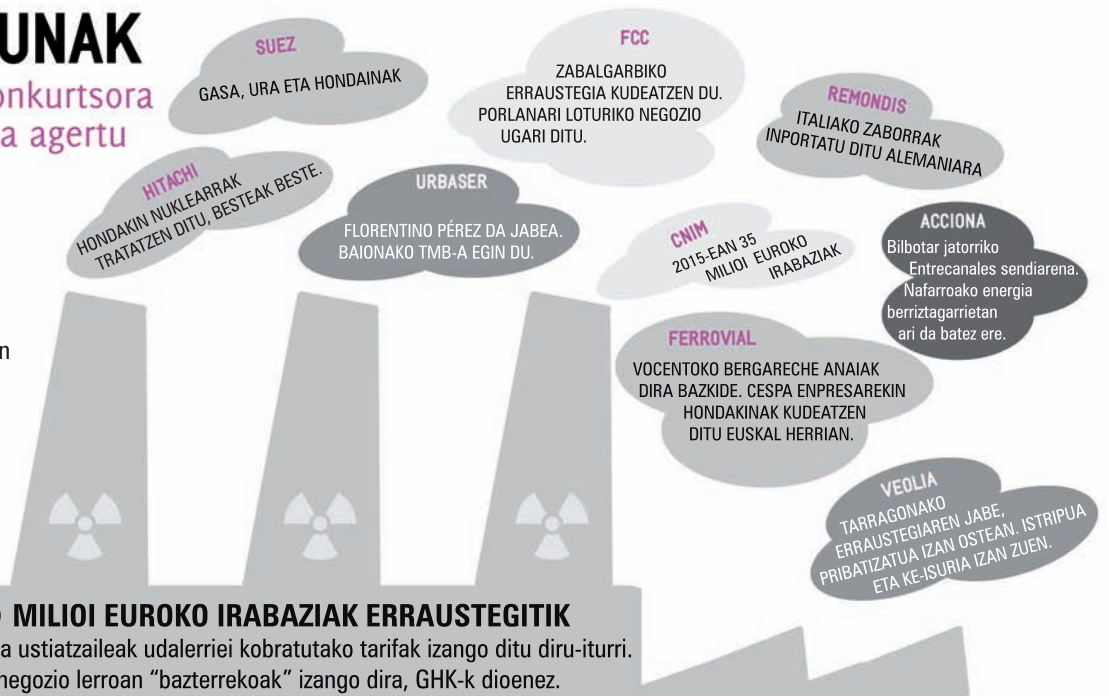 UNAK
onkurtsora
a agertu
SUEZ
GASA, URA ETA HONDAINAK
FCC
ZABALGARBIKO
ERRAUSTEGIA KUDEATZEN DU.
PORLANARI LOTURIKO NEGOZIO
UGARI DITU.
REMONDIS
ITALIAKO ZABORRAK
INPORTATU DITU ALEMANIARA
HITACHI
HONDAKIN NUKLEARRAK
TRATATZEN DITU, BESTEAK BESTE.
URBASER
FLORENTINO PÉREZ DA JABEA.
BAIONAKO TMB-A EGIN DU.
CNIM
2015-EAN 35
MILIOI EUROKO
IRABAZIAK
ACCIONA
Bilbotar jatorriko
Entrecanales sendiarena.
Nafarroako energia
berriztagarrietan
ari da batez ere.
n
FERROVIAL
VOCENTOKO BERGARECHE ANAIAK
DIRA BAZKIDE. CESPA ENPRESAREKIN
HONDAKINAK KUDEATZEN
DITU EUSKAL HERRIAN.
VEOLIA
TARRAGONAKO
ERRAUSTEGIAREN JABE,
PRIBATIZATUA IZAN OSTEAN. ISTRIPUA
ETA KE-ISURIA IZAN ZUEN.
MILIOI EUROKO IRABAZIAK ERRAUSTEGITIK
a ustiatzaileak udalerriei kobratutako tarifak izango ditu diru-iturri.
negozio lerroan “bazterrekoak” izango dira, GHK-k dioenez.